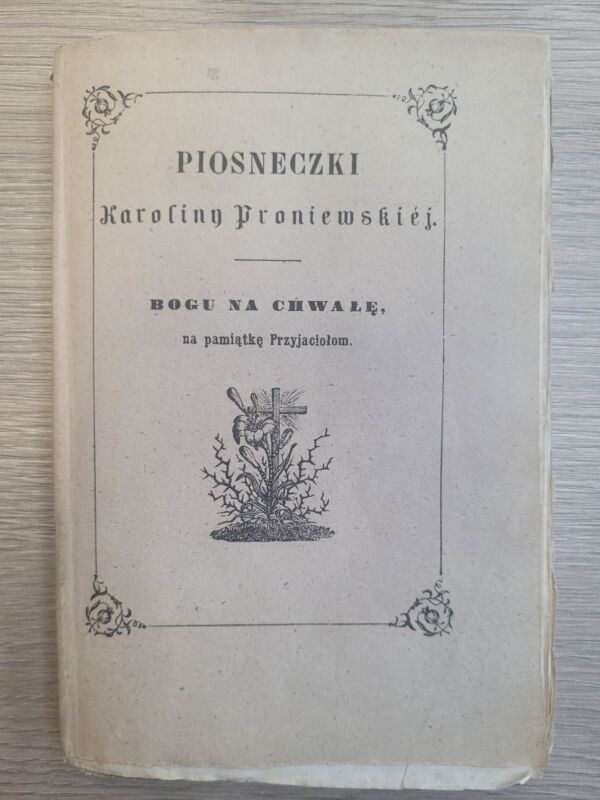 PIOSNECZKI
Karoliny Proniewskiéj.
BOGU NA CHWAŁĘ,
na pamiątkę Przyjaciołom.